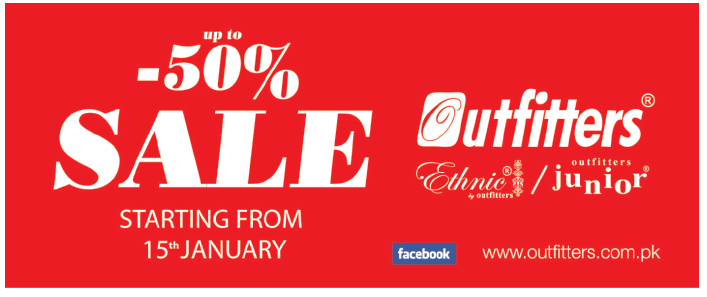 up to
-50%
SALE
STARTING FROM
15th JANUARY
Outfitters®
Ethnic® by outfitters / outfitters junior®
facebook www.outfitters.com.pk